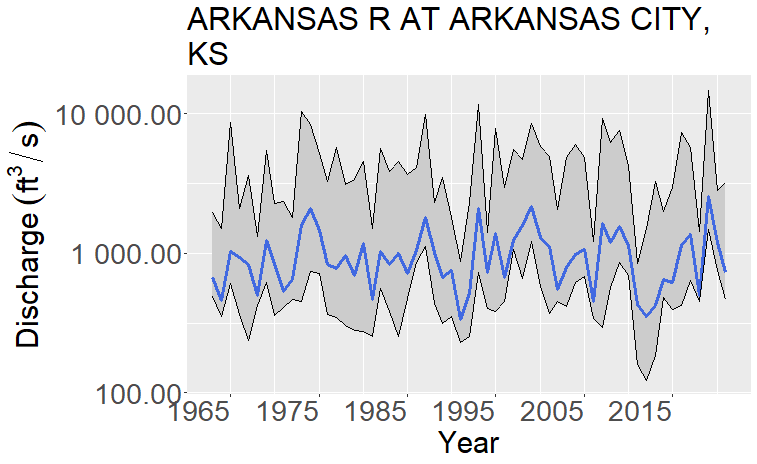 ARKANSAS R AT ARKANSAS CITY,
KS
Discharge (ft³/s)
10 000.00
1 000.00
100.00
1965 1975 1985 1995 2005 2015
Year